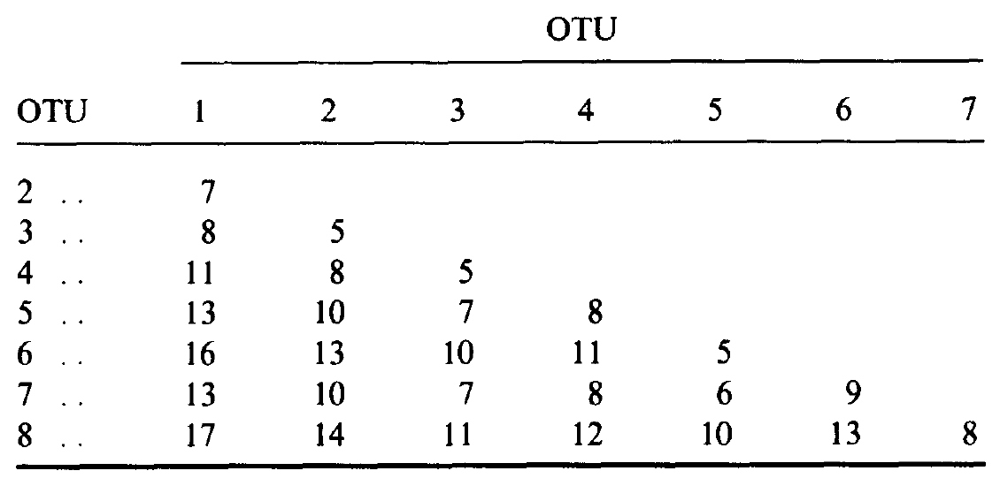 OTU
OTU 1 2 3 4 5 6 7
2 .. 7
3 .. 8 5
4 .. 11 8 5
5 .. 13 10 7 8
6 .. 16 13 10 11 5
7 .. 13 10 7 8 6 9
8 .. 17 14 11 12 10 13 8